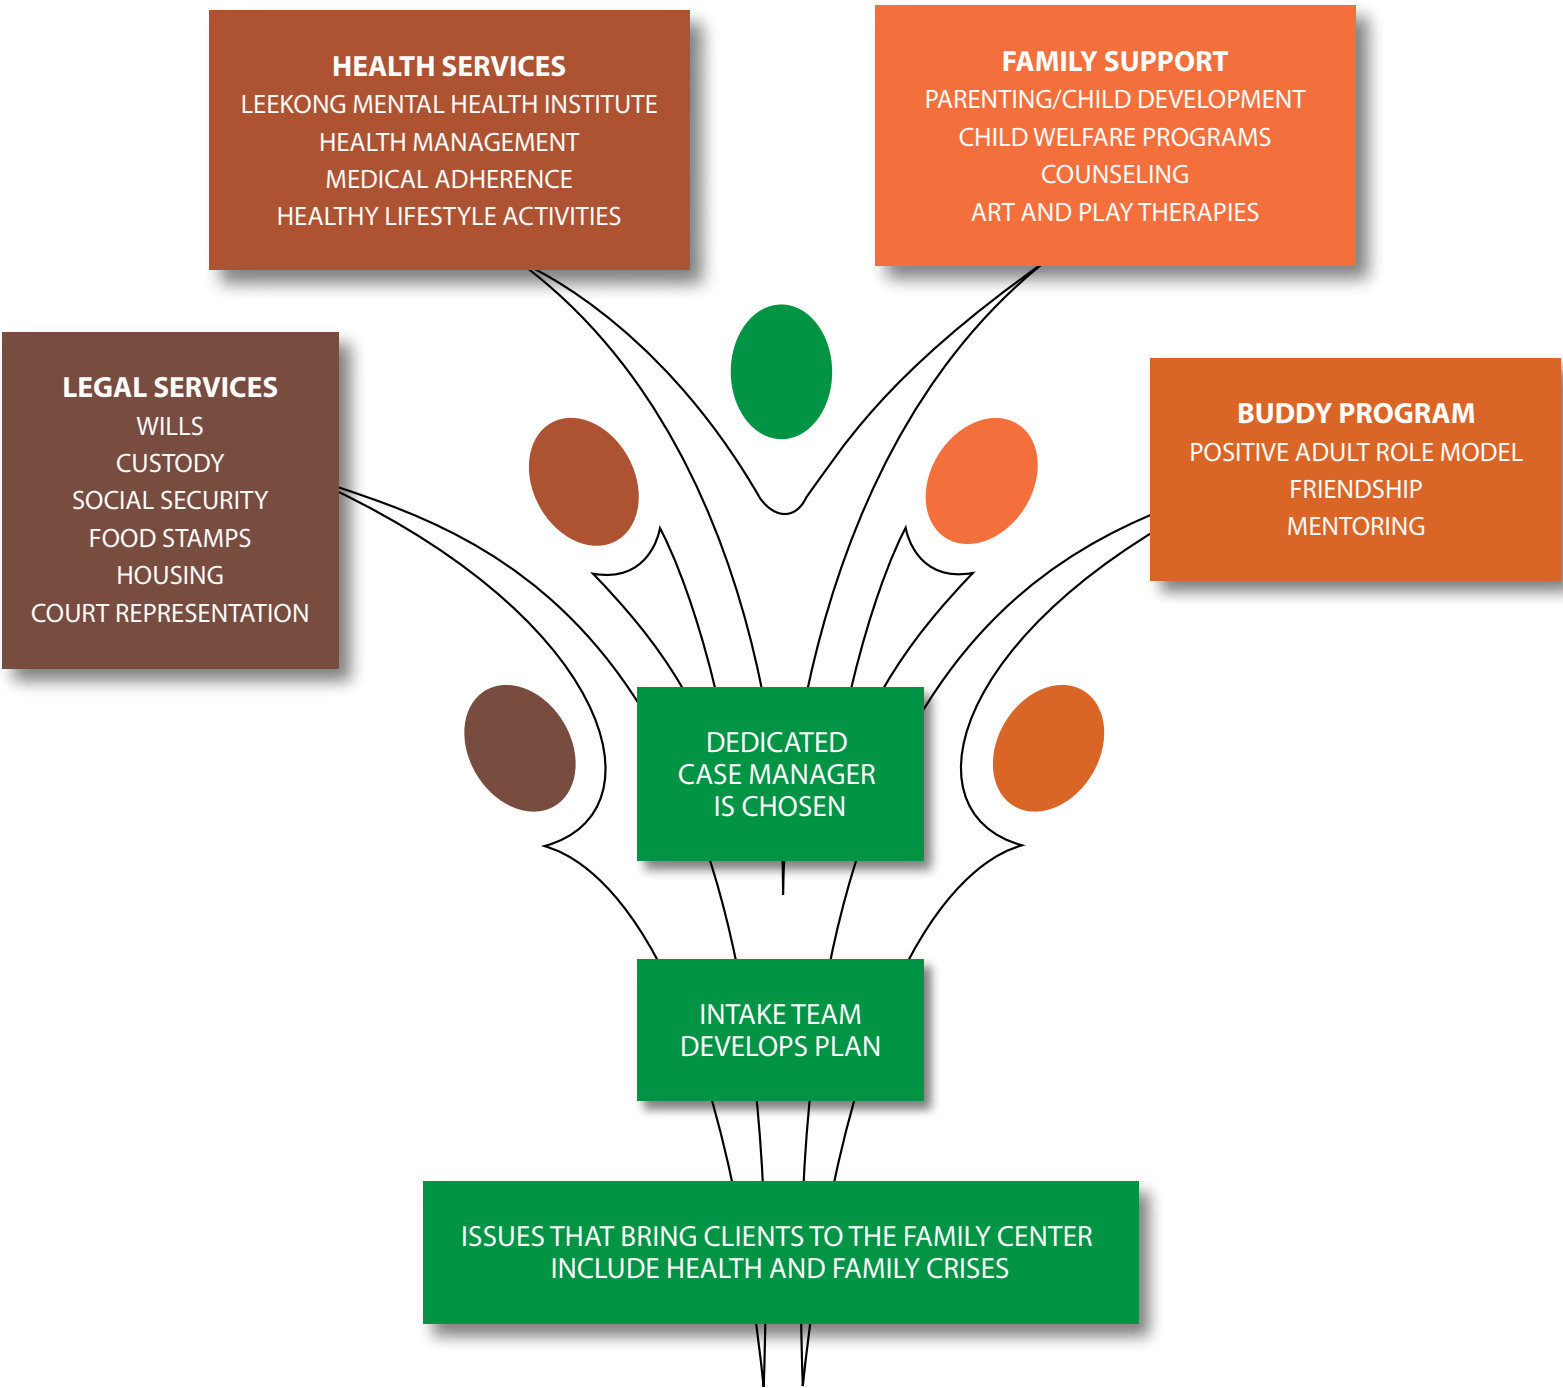 HEALTH SERVICES
LEEKONG MENTAL HEALTH INSTITUTE
HEALTH MANAGEMENT
MEDICAL ADHERENCE
HEALTHY LIFESTYLE ACTIVITIES
FAMILY SUPPORT
PARENTING/CHILD DEVELOPMENT
CHILD WELFARE PROGRAMS
COUNSELING
ART AND PLAY THERAPIES
LEGAL SERVICES
WILLS
CUSTODY
SOCIAL SECURITY
FOOD STAMPS
HOUSING
COURT REPRESENTATION
BUDDY PROGRAM
POSITIVE ADULT ROLE MODEL
FRIENDSHIP
MENTORING
DEDICATED
CASE MANAGER
IS CHOSEN
INTAKE TEAM
DEVELOPS PLAN
ISSUES THAT BRING CLIENTS TO THE FAMILY CENTER
INCLUDE HEALTH AND FAMILY CRISES